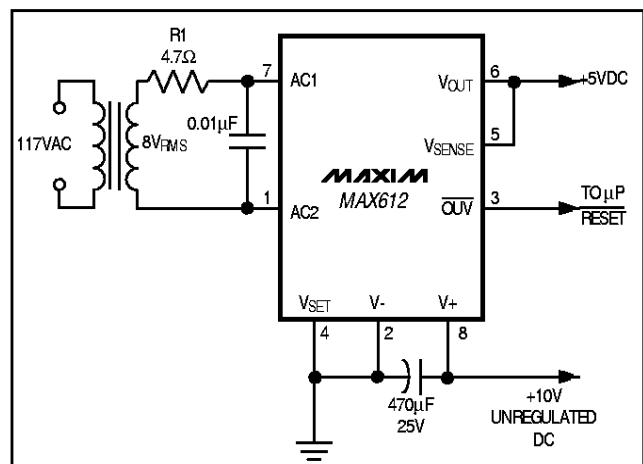 R1
4.7Ω
7
AC1
VOUT
6
+5VDC
0.01μF
117VAC
8VRMS
5
VSENSE
MAXIM
MAX612
1
AC2
OUV
3
TO μP
RESET
VSET
V-
V+
4
2
8
470μF
25V
+10V
UNREGULATED
DC